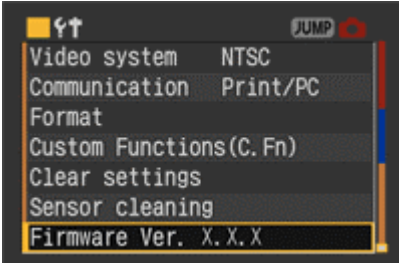 JUMP
Video system NTSC
Communication Print/PC
Format
Custom Functions(C.Fn)
Clear settings
Sensor cleaning
Firmware Ver. X.X.X